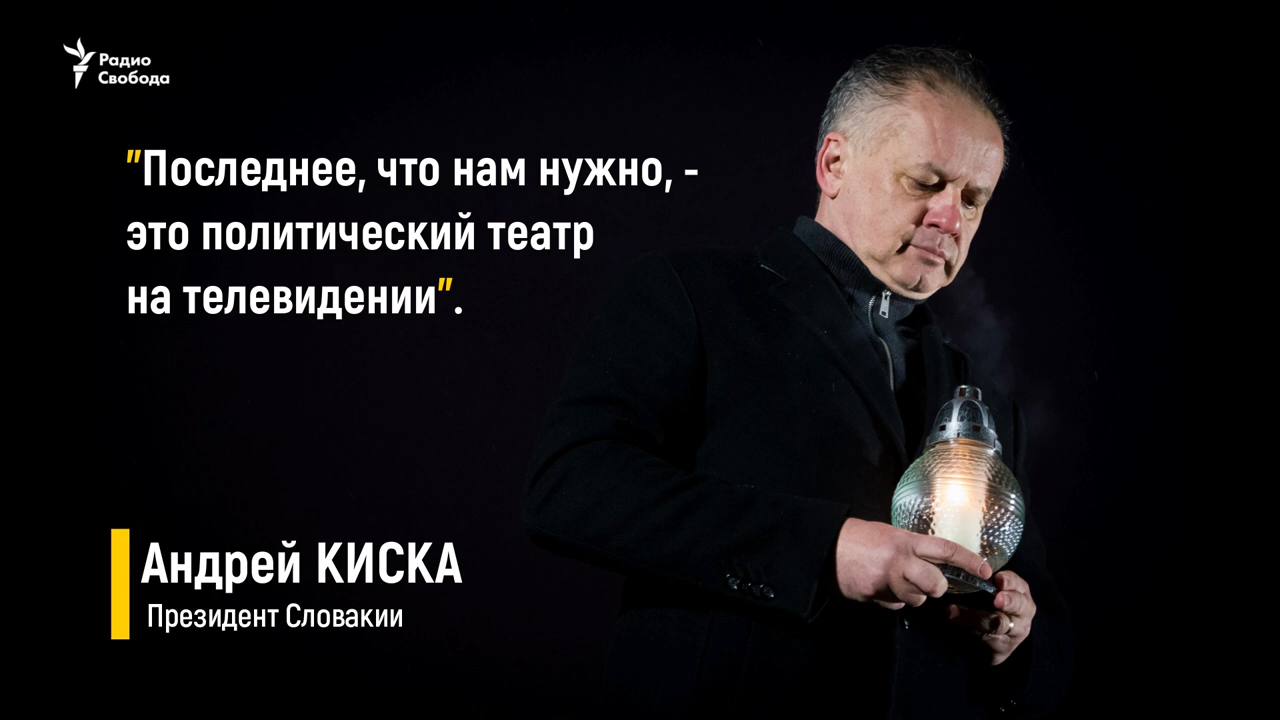 Радио
Свобода
"Последнее, что нам нужно, -
это политический театр
на телевидении".
Андрей КИСКА
Президент Словакии